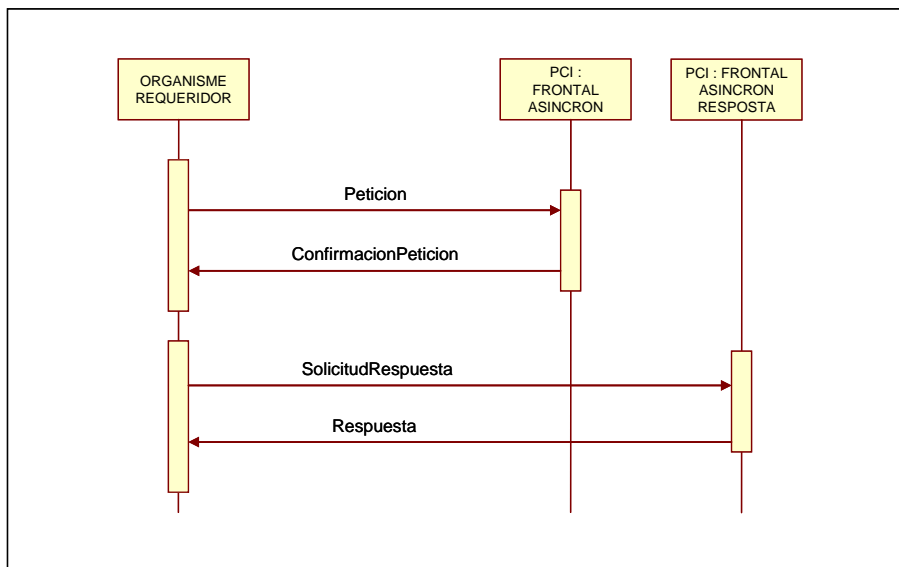 ORGANISME
REQUERIDOR
PCI :
FRONTAL
ASINCRON
PCI : FRONTAL
ASINCRON
RESPOSTA
Peticion
ConfirmacionPeticion
SolicitudRespuesta
Respuesta